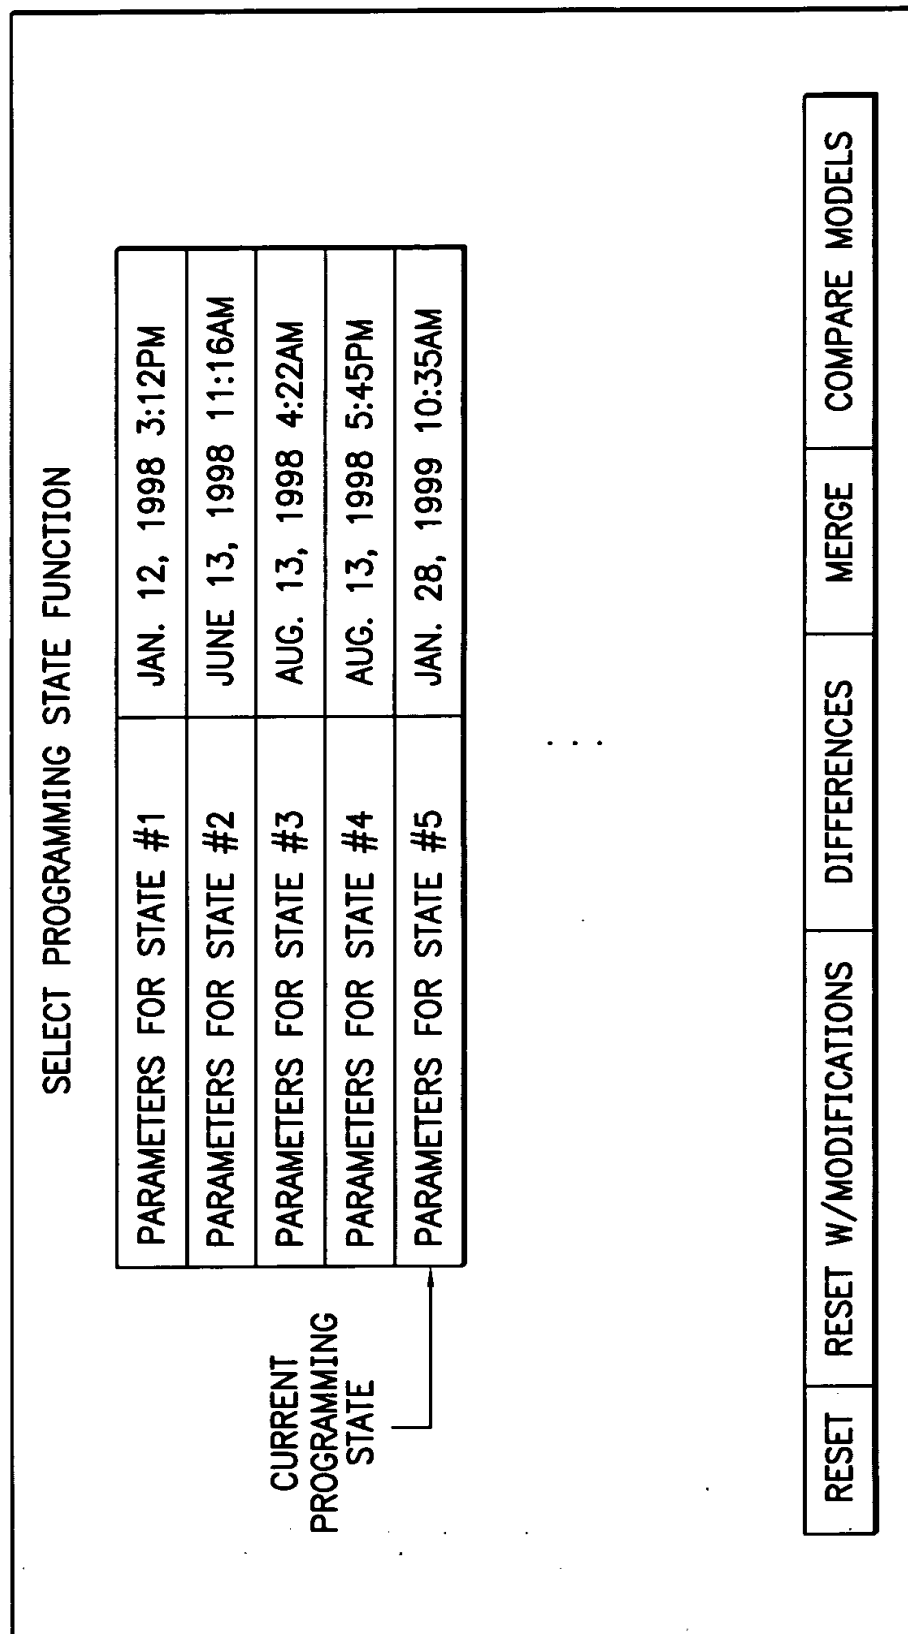 SELECT PROGRAMMING STATE FUNCTION
PARAMETERS FOR STATE #1 JAN. 12, 1998 3:12PM
PARAMETERS FOR STATE #2 JUNE 13, 1998 11:16AM
PARAMETERS FOR STATE #3 AUG. 13, 1998 4:22AM
PARAMETERS FOR STATE #4 AUG. 13, 1998 5:45PM
PARAMETERS FOR STATE #5 JAN. 28, 1999 10:35AM
CURRENT
PROGRAMMING
STATE
. . .
RESET RESET W/MODIFICATIONS DIFFERENCES MERGE COMPARE MODELS